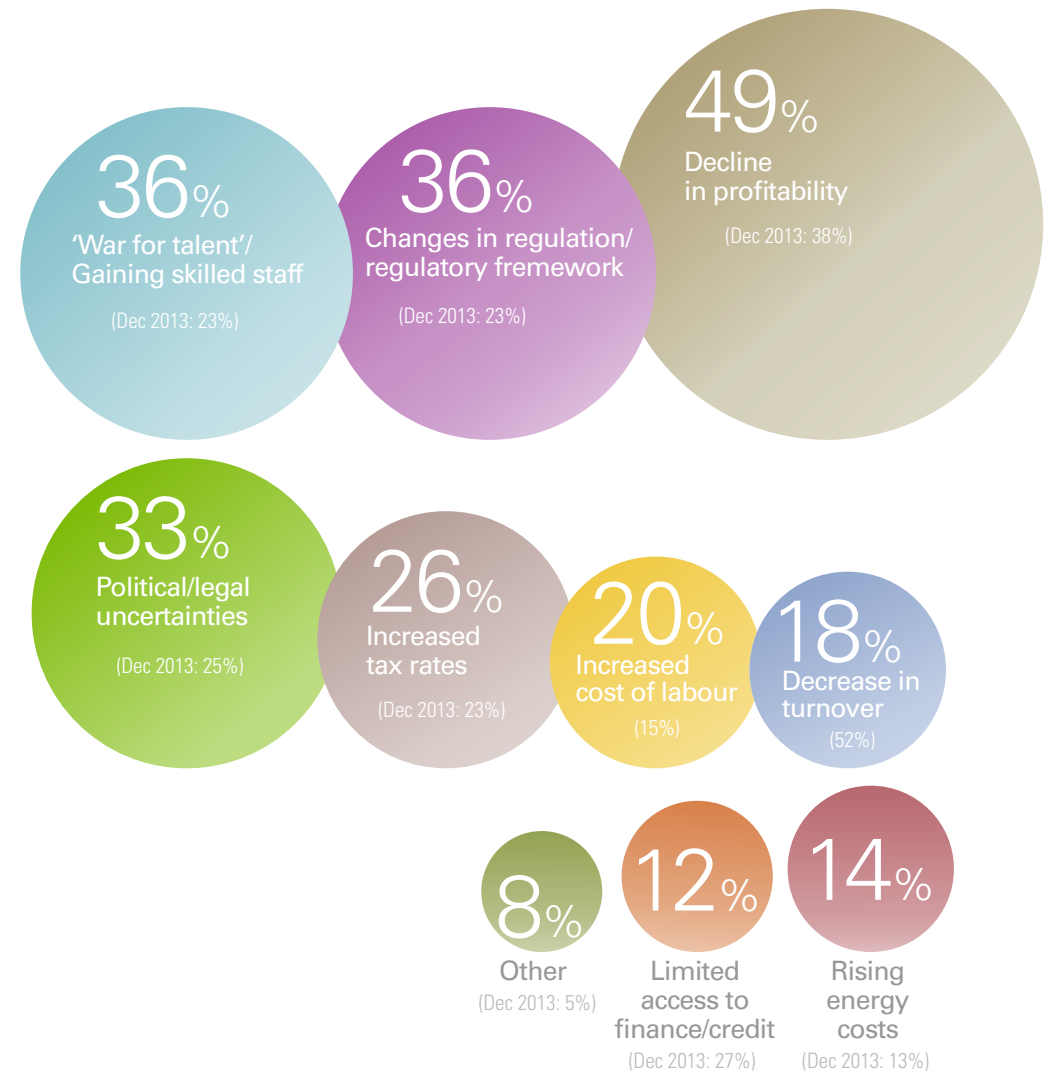 36%
‘War for talent’/
Gaining skilled staff
(Dec 2013: 23%)
36%
Changes in regulation/
regulatory fremework
(Dec 2013: 23%)
49%
Decline
in profitability
(Dec 2013: 38%)
33%
Political/legal
uncertainties
(Dec 2013: 25%)
26%
Increased
tax rates
(Dec 2013: 23%)
20%
Increased
cost of labour
(15%)
18%
Decrease in
turnover
(52%)
8%
Other
(Dec 2013: 5%)
12%
Limited
access to
finance/credit
(Dec 2013: 27%)
14%
Rising
energy
costs
(Dec 2013: 13%)